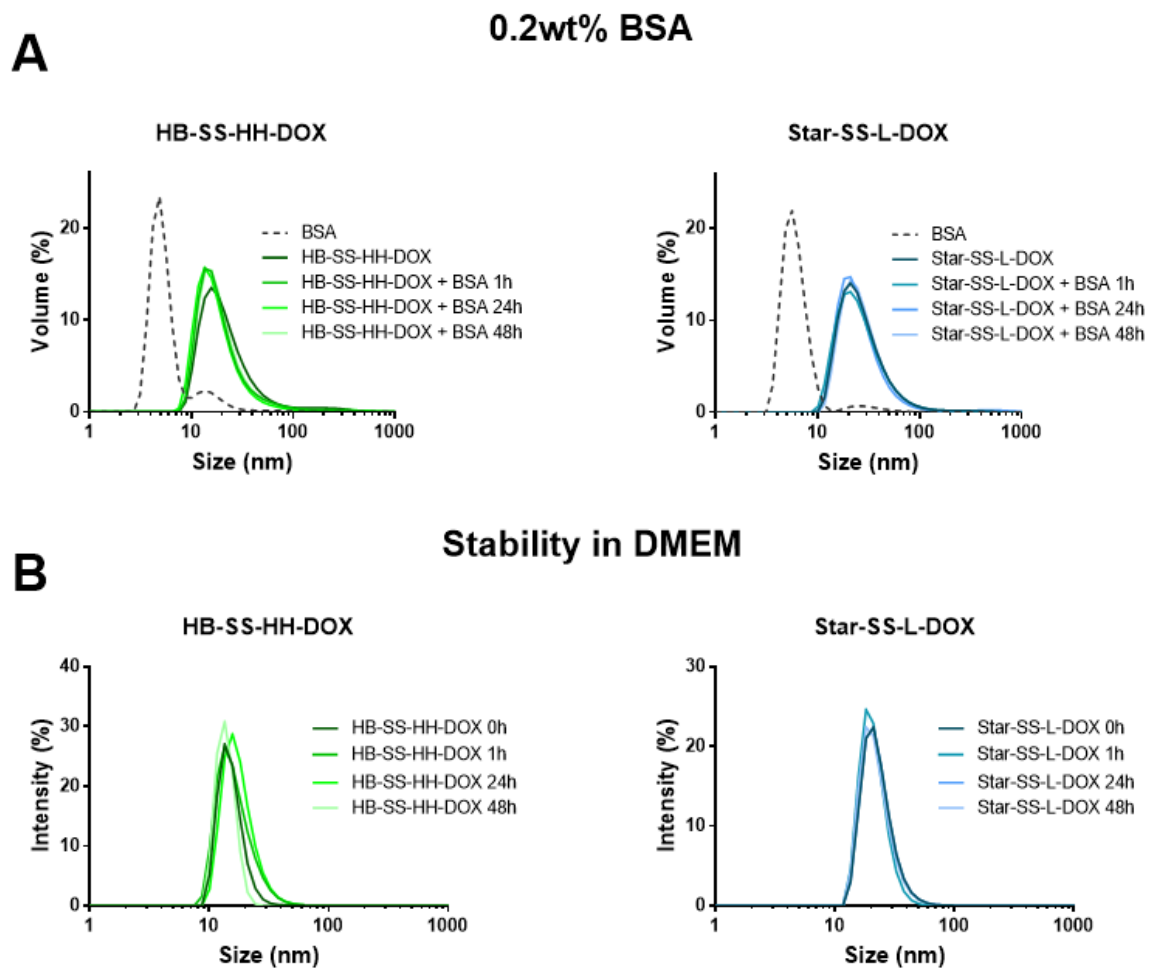 0.2wt% BSA
A
HB-SS-HH-DOX
Volume (%)
20
10
0
1
10
100
1000
Size (nm)
BSA
HB-SS-HH-DOX
HB-SS-HH-DOX + BSA 1h
HB-SS-HH-DOX + BSA 24h
HB-SS-HH-DOX + BSA 48h
Star-SS-L-DOX
Volume (%)
20
10
0
1
10
100
1000
Size (nm)
BSA
Star-SS-L-DOX
Star-SS-L-DOX + BSA 1h
Star-SS-L-DOX + BSA 24h
Star-SS-L-DOX + BSA 48h
Stability in DMEM
B
HB-SS-HH-DOX
Intensity (%)
40
30
20
10
0
1
10
100
1000
Size (nm)
HB-SS-HH-DOX 0h
HB-SS-HH-DOX 1h
HB-SS-HH-DOX 24h
HB-SS-HH-DOX 48h
Star-SS-L-DOX
Intensity (%)
30
20
10
0
1
10
100
1000
Size (nm)
Star-SS-L-DOX 0h
Star-SS-L-DOX 1h
Star-SS-L-DOX 24h
Star-SS-L-DOX 48h